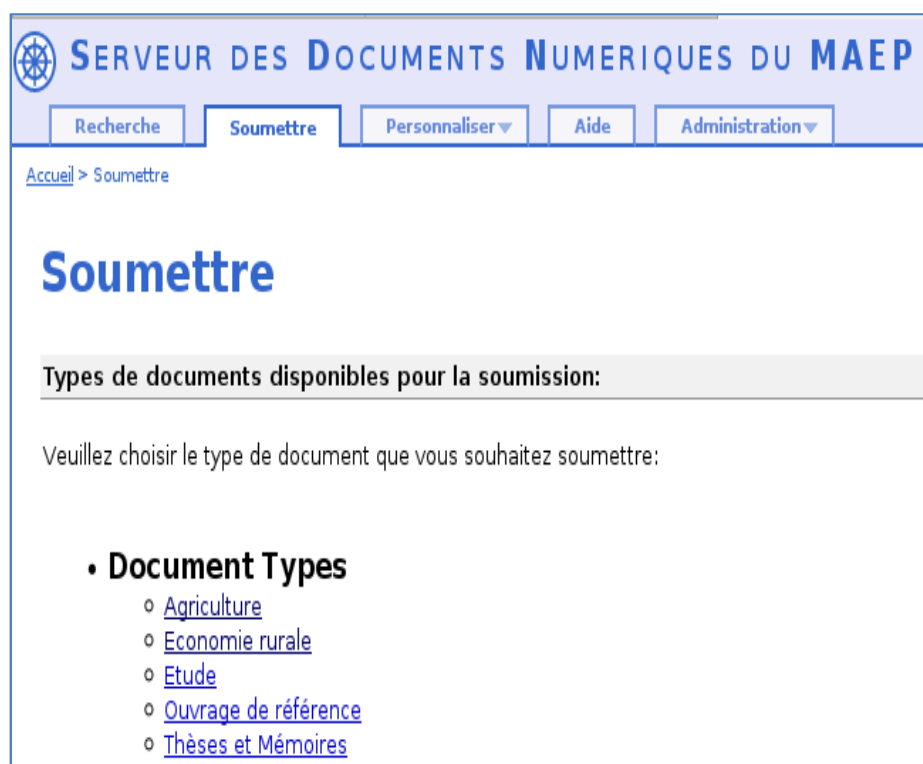 SERVEUR DES DOCUMENTS NUMERIQUES DU MAEP
Recherche Soumettre Personnaliser Aide Administration
Accueil > Soumettre
Soumettre
Types de documents disponibles pour la soumission:
Veuillez choisir le type de document que vous souhaitez soumettre:
• Document Types
Agriculture
Economie rurale
Etude
Ouvrage de référence
Thèses et Mémoires